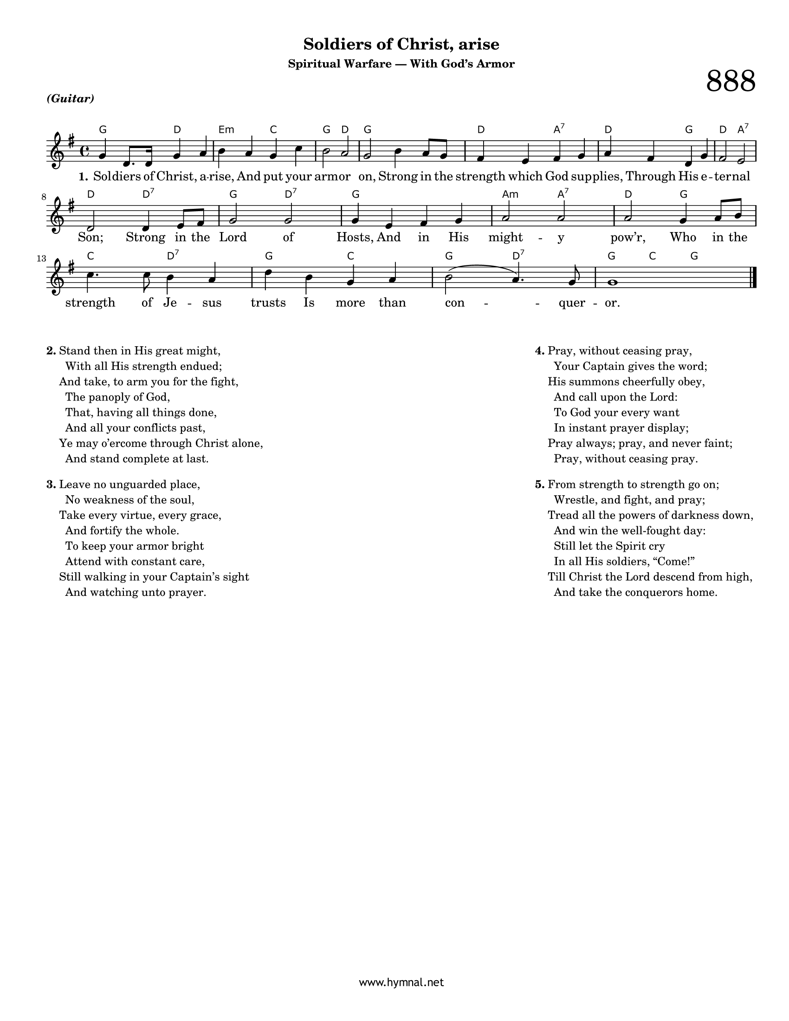 Soldiers of Christ, arise
Spiritual Warfare — With God's Armor
888
(Guitar)
G D Em C G D G D A7 D G D A7
1. Soldiers of Christ, a-rise, And put your armor on, Strong in the strength which God supplies, Through His e-ternal
8
D D7 G D7 G Am A7 D G
Son; Strong in the Lord of Hosts, And in His might - y pow'r, Who in the
13
C D7 G C G D7 G C G
strength of Je - sus trusts Is more than con - - quer - or.
2. Stand then in His great might,
With all His strength endued;
And take, to arm you for the fight,
The panoply of God,
That, having all things done,
And all your conflicts past,
Ye may o'ercome through Christ alone,
And stand complete at last.
3. Leave no unguarded place,
No weakness of the soul,
Take every virtue, every grace,
And fortify the whole.
To keep your armor bright
Attend with constant care,
Still walking in your Captain's sight
And watching unto prayer.
4. Pray, without ceasing pray,
Your Captain gives the word;
His summons cheerfully obey,
And call upon the Lord:
To God your every want
In instant prayer display;
Pray always; pray, and never faint;
Pray, without ceasing pray.
5. From strength to strength go on;
Wrestle, and fight, and pray;
Tread all the powers of darkness down,
And win the well-fought day:
Still let the Spirit cry
In all His soldiers, "Come!"
Till Christ the Lord descend from high,
And take the conquerors home.
www.hymnal.net